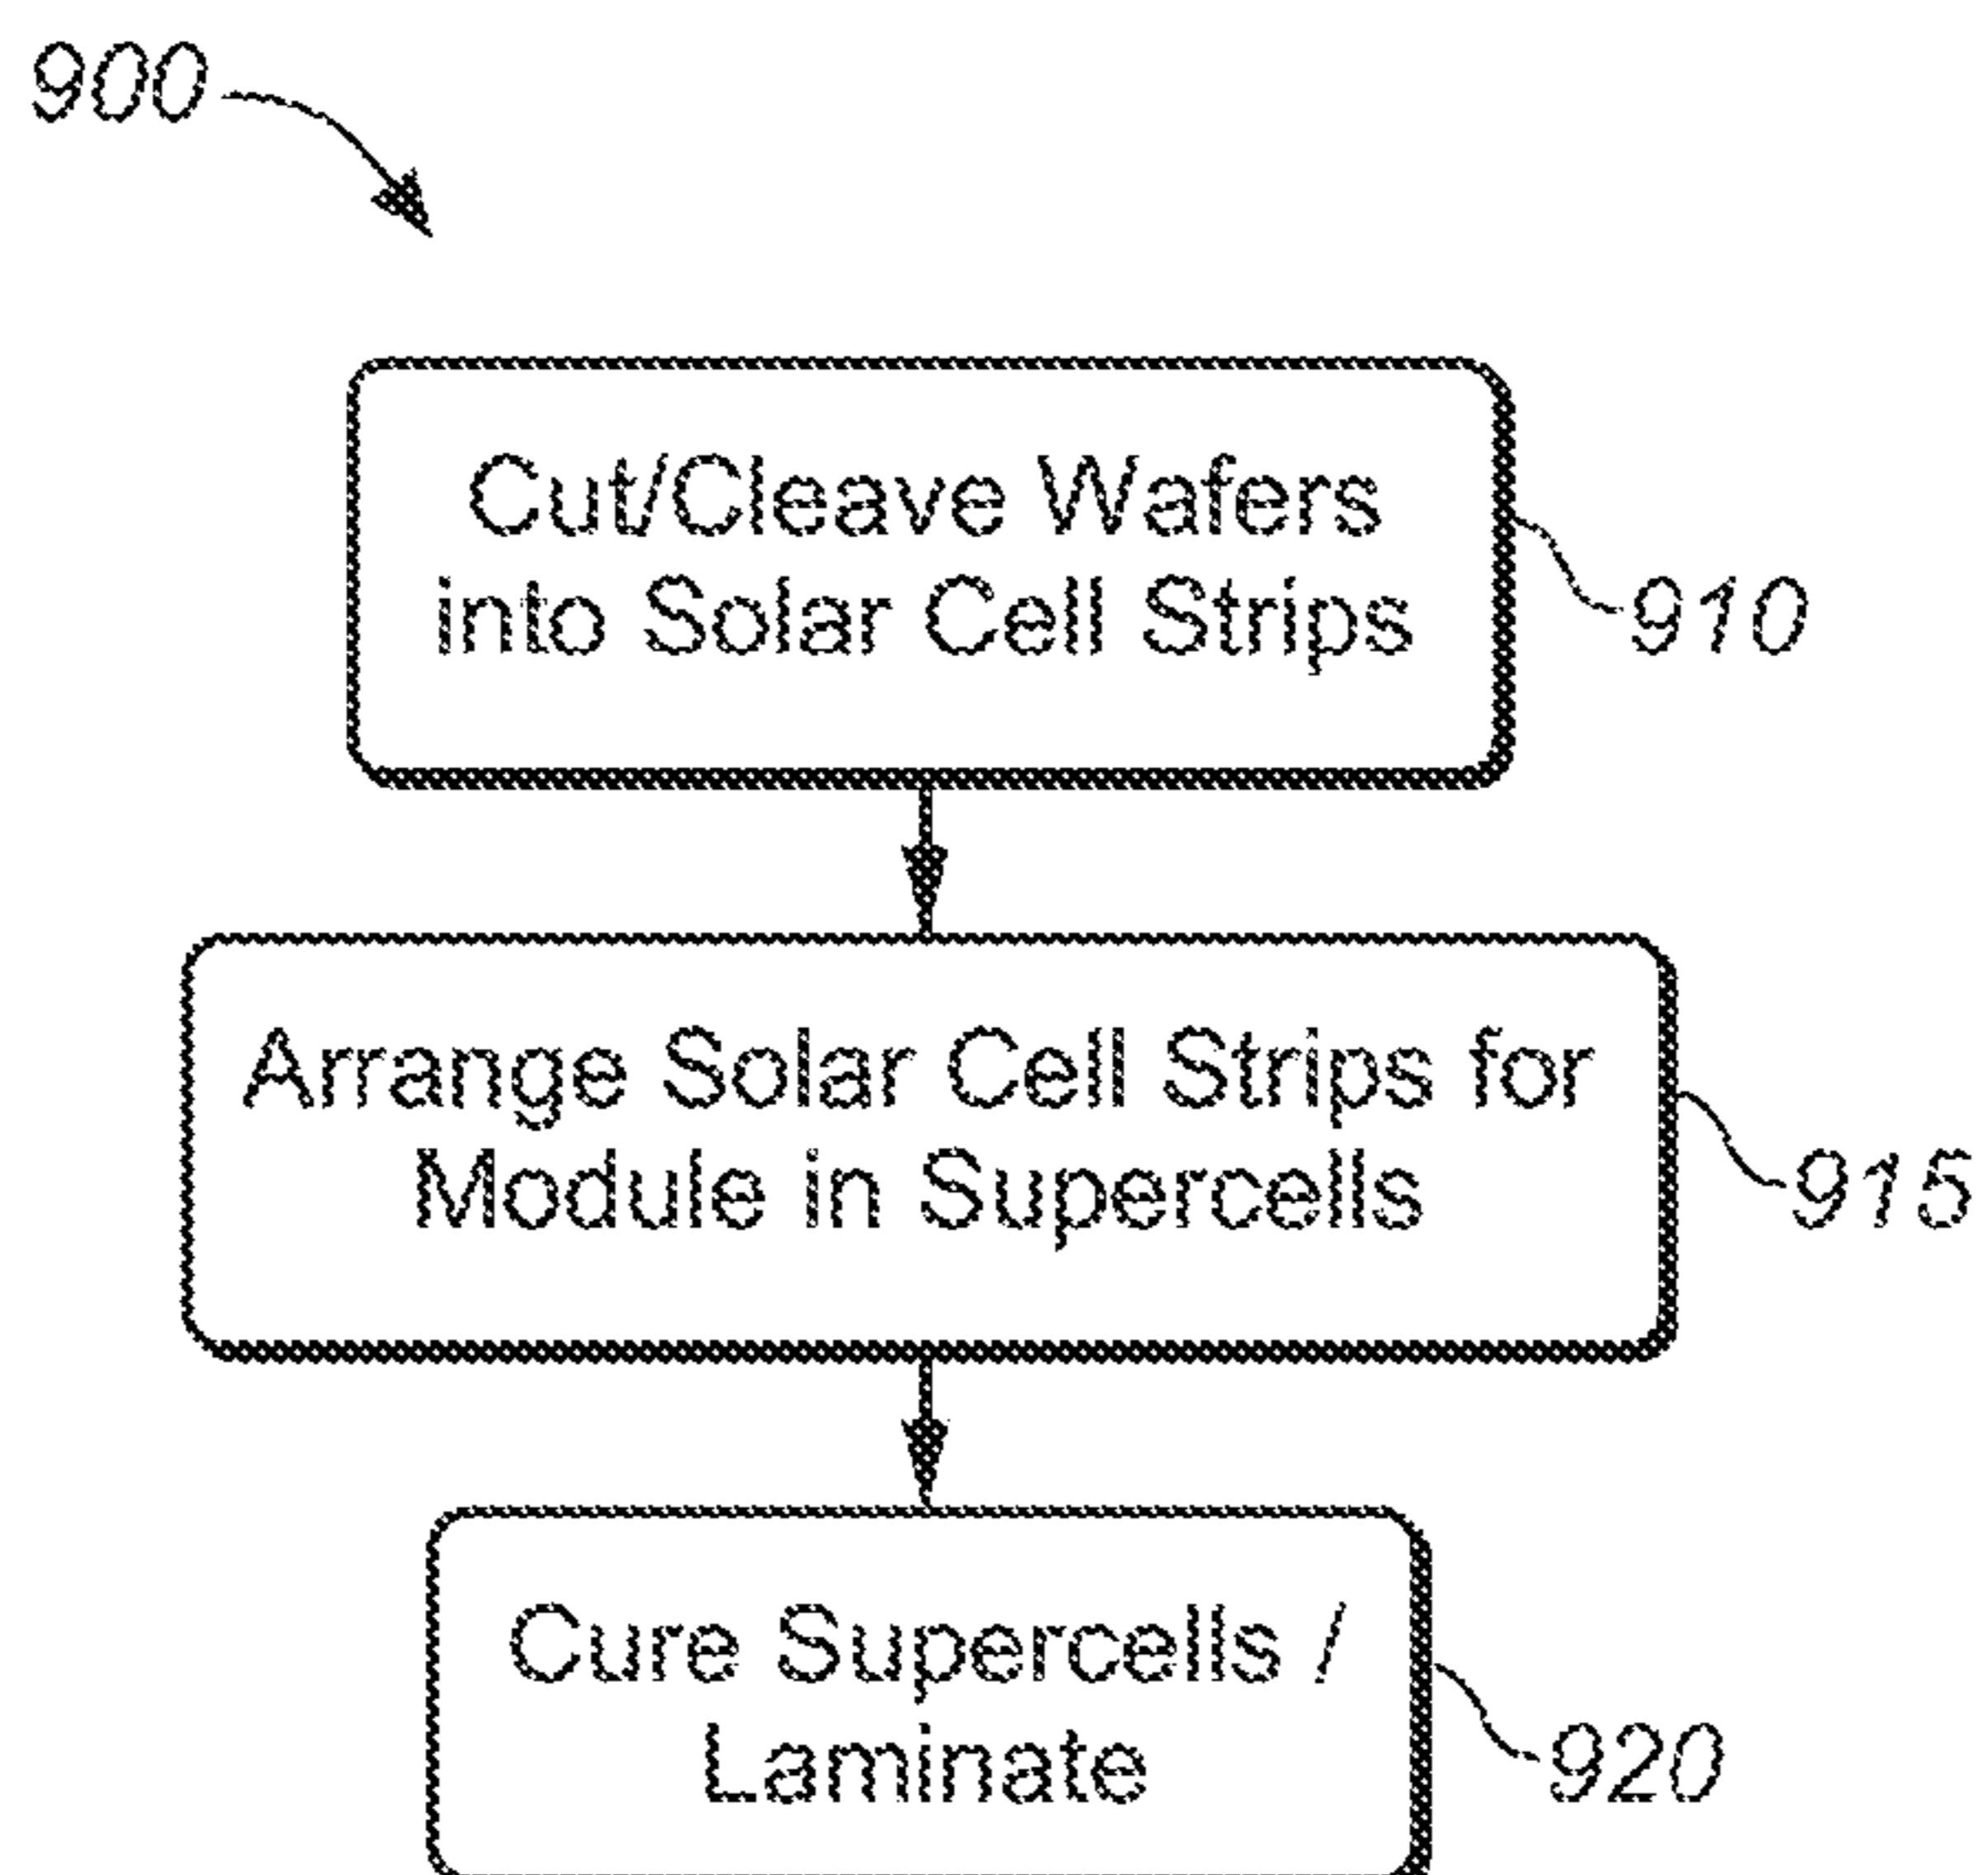 900
Cut/Cleave Wafers
into Solar Cell Strips
910
Arrange Solar Cell Strips for
Module in Supercells
915
Cure Supercells /
Laminate
920